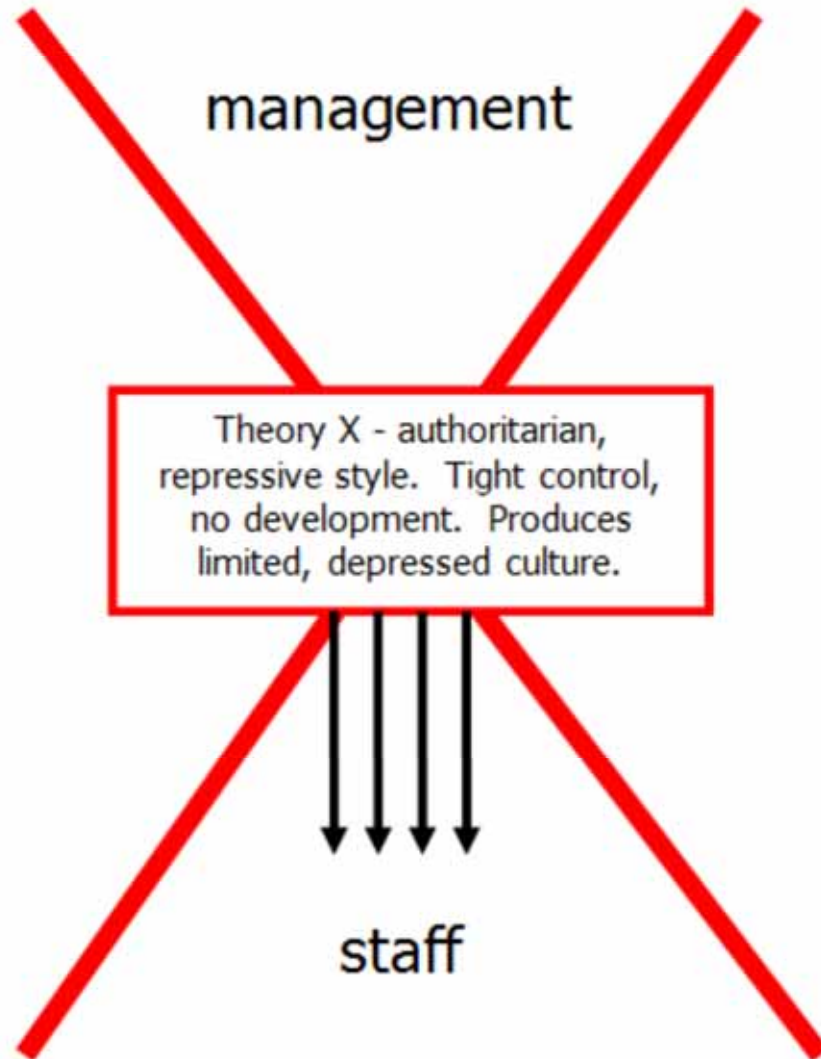 management
Theory X - authoritarian,
repressive style.  Tight control,
no development.  Produces
limited, depressed culture.
staff